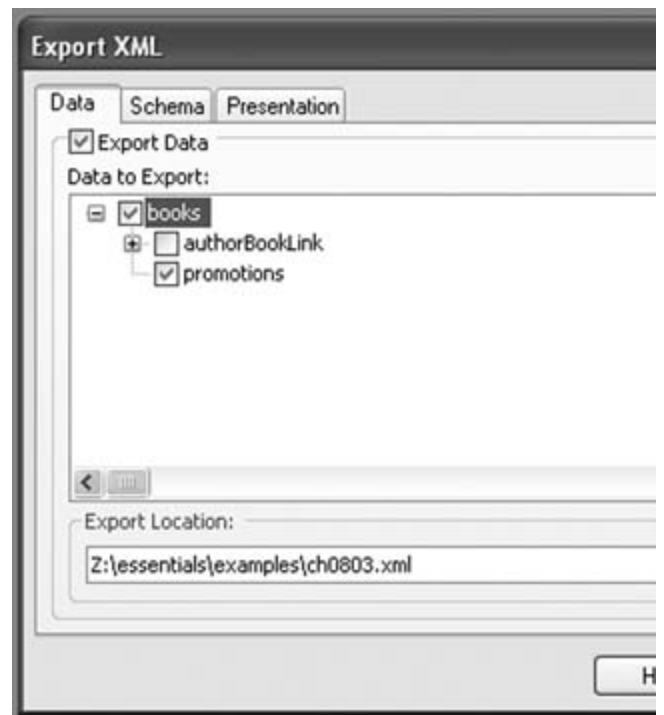 Export XML
Data Schema Presentation
Export Data
Data to Export:
books
authorBookLink
promotions
Export Location:
Z:\essentials\examples\ch0803.xml